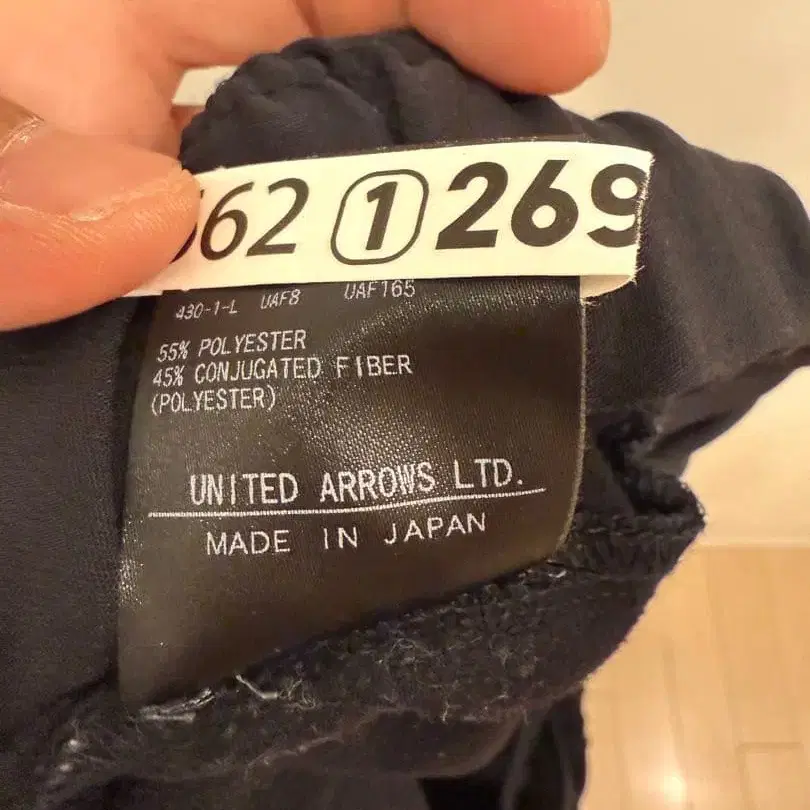 62 1 269
430-1-L UAF8 UAF165
55% POLYESTER
45% CONJUGATED FIBER
(POLYESTER)
UNITED ARROWS LTD.
MADE IN JAPAN